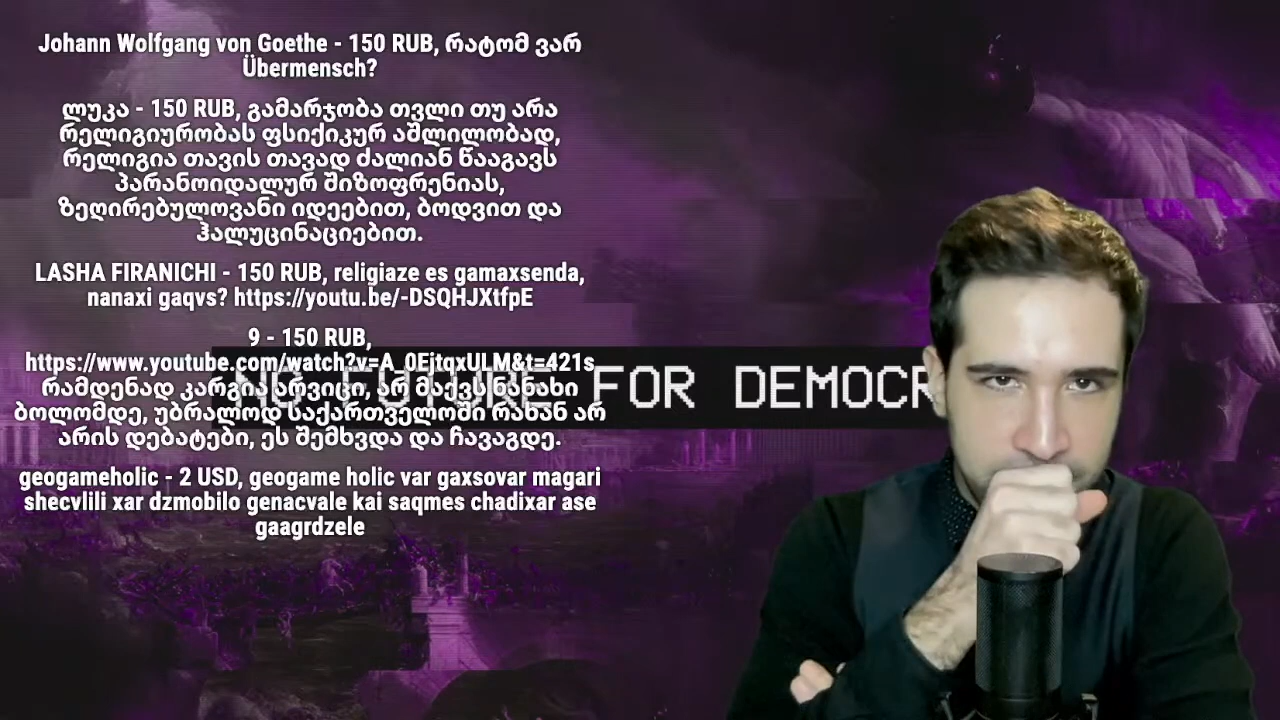 Johann Wolfgang von Goethe - 150 RUB, რატომ ვარ
Übermensch?
ლუკა - 150 RUB, გამარჯობა თვლი თუ არა
რელიგიურობას ფსიქიკურ აშლილობად,
რელიგია თავის თავად ძალიან წააგავს
პარანოიდალურ შიზოფრენიას,
ზეღირებულოვანი იდეებით, ბოდვით და
ჰალუცინაციებით.
LASHA FIRANICHI - 150 RUB, religiaze es gamaxsenda,
nanaxi gaqvs? https://youtu.be/-DSQHJXtfpE
9 - 150 RUB,
https://www.youtube.com/watch?v=A_0EjtqxULM&t=421s
რამდენად კარგია არვიცი, არ მაქვს ნანახი
ბოლომდე, უბრალოდ საქართველოში რახან არ
არის დებატები, ეს შემხვდა და ჩავაგდე.
geogameholic - 2 USD, geogame holic var gaxsovar magari
shecvlili xar dzmobilo genacvale kai saqmes chadixar ase
gaagrdzele
NO FUTURE FOR DEMOCR